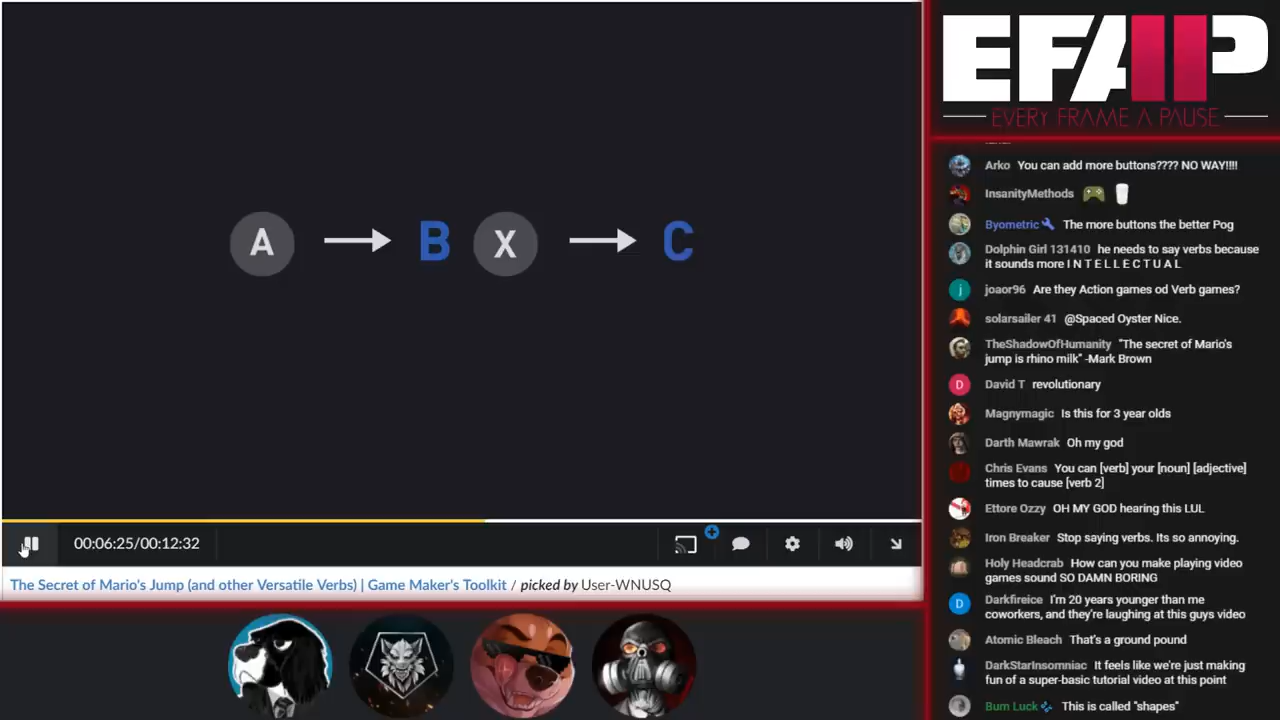 A → B X → C
00:06:25/00:12:32
The Secret of Mario's Jump (and other Versatile Verbs) | Game Maker's Toolkit / picked by User-WNUSQ
EFAP
EVERY FRAME A PAUSE
Arko You can add more buttons???? NO WAY!!!!
InsanityMethods 🎮 🥛
Byometric The more buttons the better Pog
Dolphin Girl 131410 he needs to say verbs because
it sounds more I N T E L L E C T U A L
joaor96 Are they Action games od Verb games?
solarsailer 41 @Spaced Oyster Nice.
TheShadowOfHumanity "The secret of Mario's
jump is rhino milk" -Mark Brown
David T revolutionary
Magnymagic Is this for 3 year olds
Darth Mawrak Oh my god
Chris Evans You can [verb] your [noun] [adjective]
times to cause [verb 2]
Ettore Ozzy OH MY GOD hearing this LUL
Iron Breaker Stop saying verbs. Its so annoying.
Holy Headcrab How can you make playing video
games sound SO DAMN BORING
Darkfireice I'm 20 years younger than me
coworkers, and they're laughing at this guys video
Atomic Bleach That's a ground pound
DarkStarInsomniac It feels like we're just making
fun of a super-basic tutorial video at this point
Bum Luck This is called "shapes"